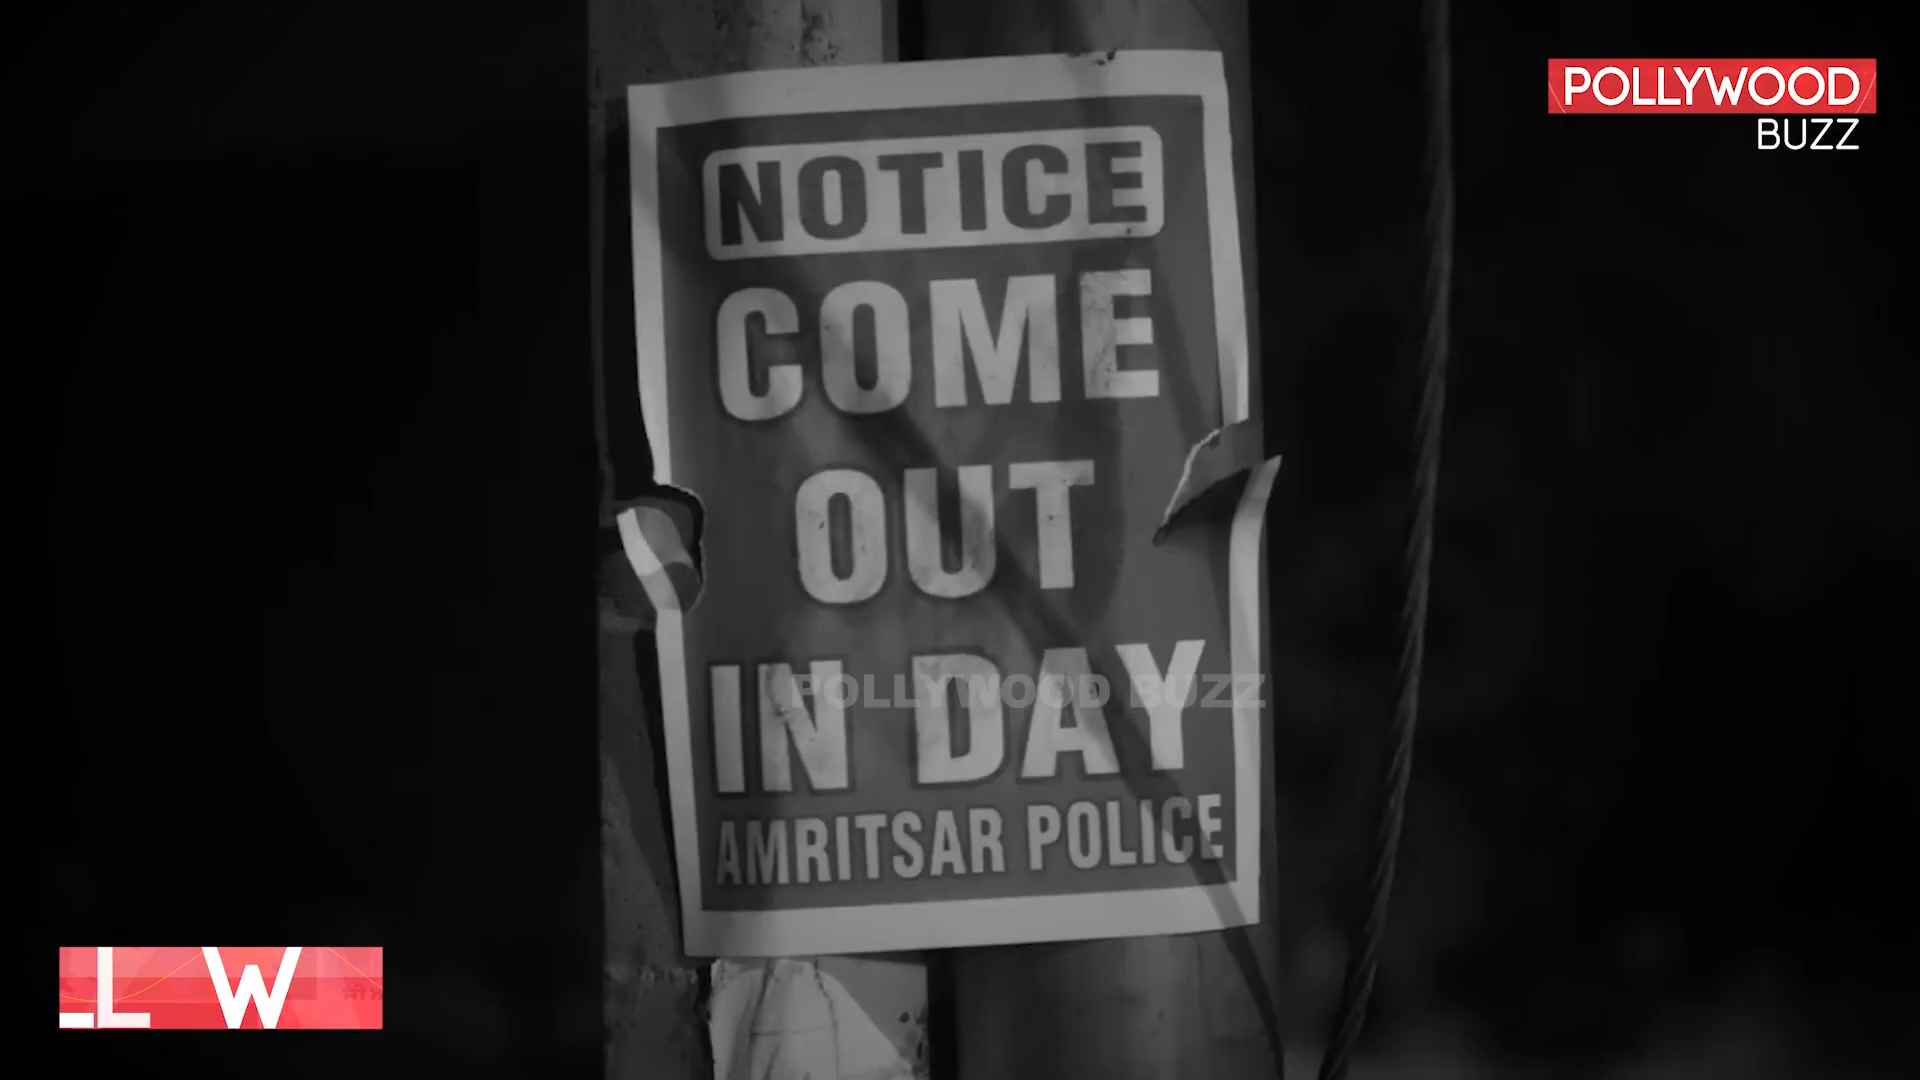 POLLYWOOD
BUZZ
NOTICE
COME
OUT
IN DAY
POLLYWOOD BUZZ
AMRITSAR POLICE
L W